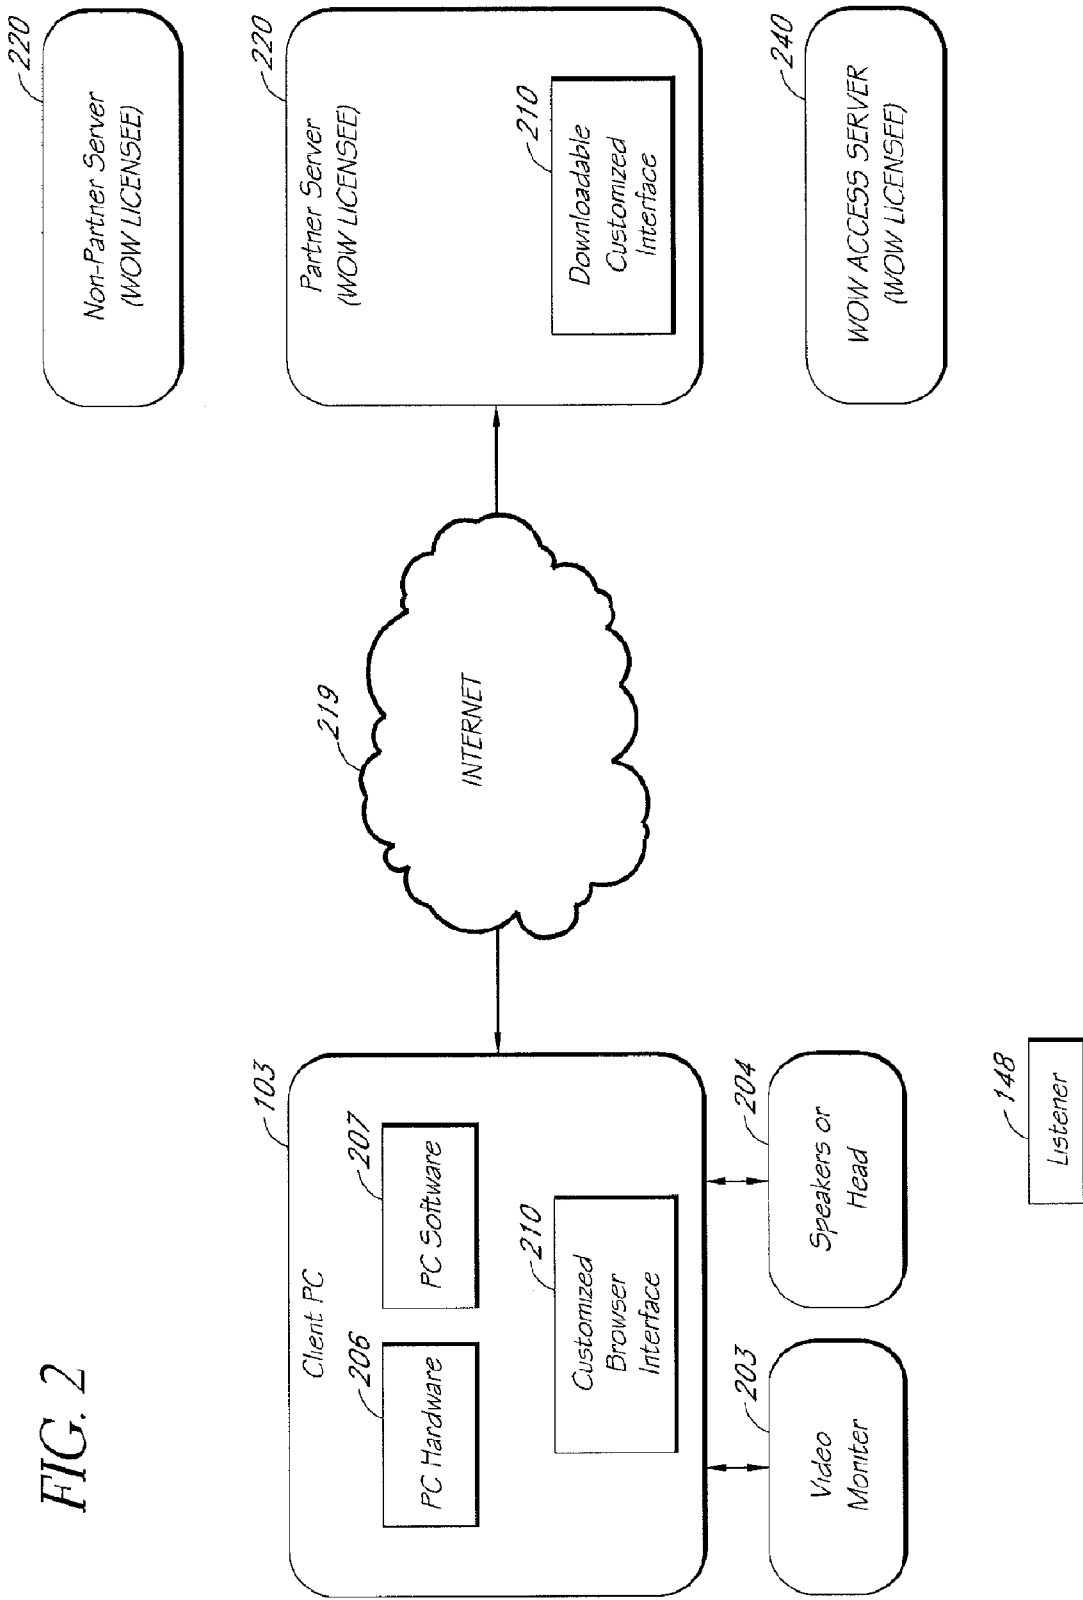 FIG. 2
Client PC
103
PC Hardware
206
PC Software
207
Customized
Browser
Interface
210
Video
Moniter
203
Speakers or
Head
204
Listener
148
INTERNET
219
Non-Partner Server
(WOW LICENSEE)
220
Partner Server
(WOW LICENSEE)
220
Downloadable
Customized
Interface
210
WOW ACCESS SERVER
(WOW LICENSEE)
240